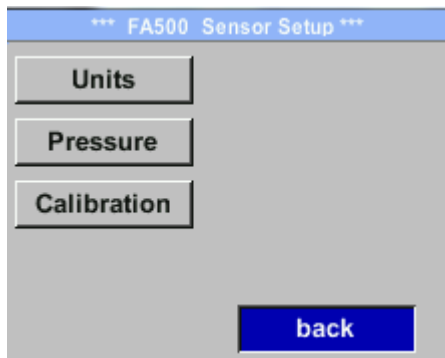 *** FA500 Sensor Setup ***
Units
Pressure
Calibration
back